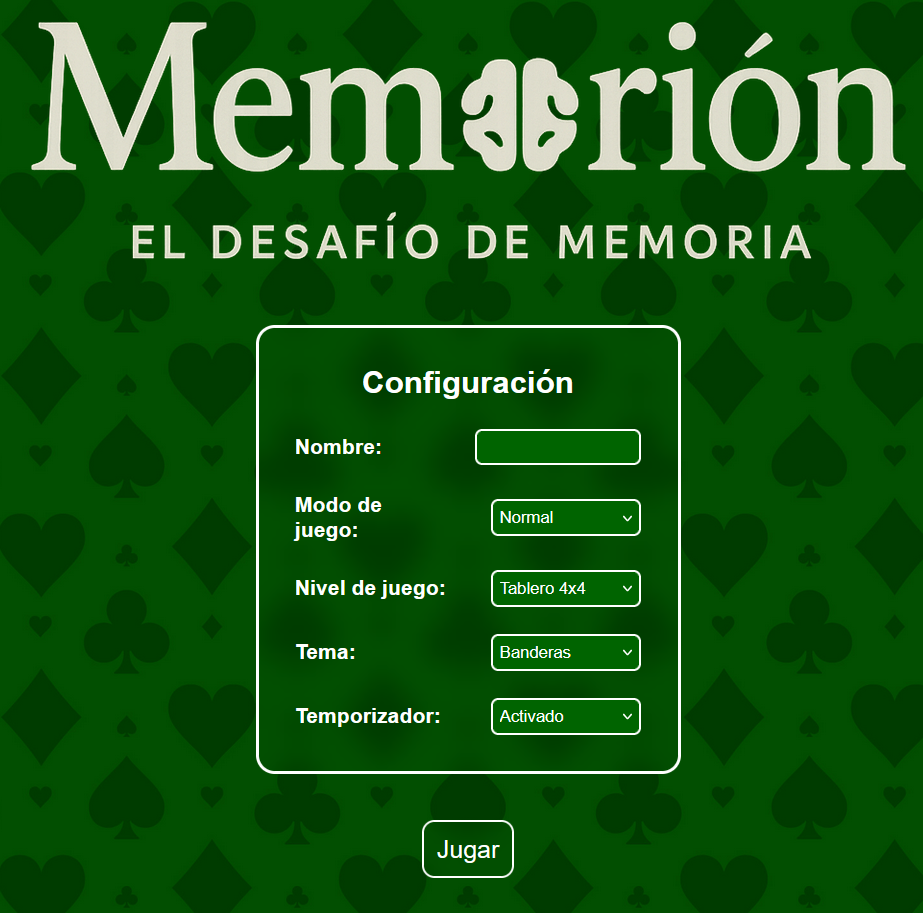 Memorión
EL DESAFÍO DE MEMORIA
Configuración
Nombre:
Modo de
juego:
Normal
Nivel de juego:
Tablero 4x4
Tema:
Banderas
Temporizador:
Activado
Jugar